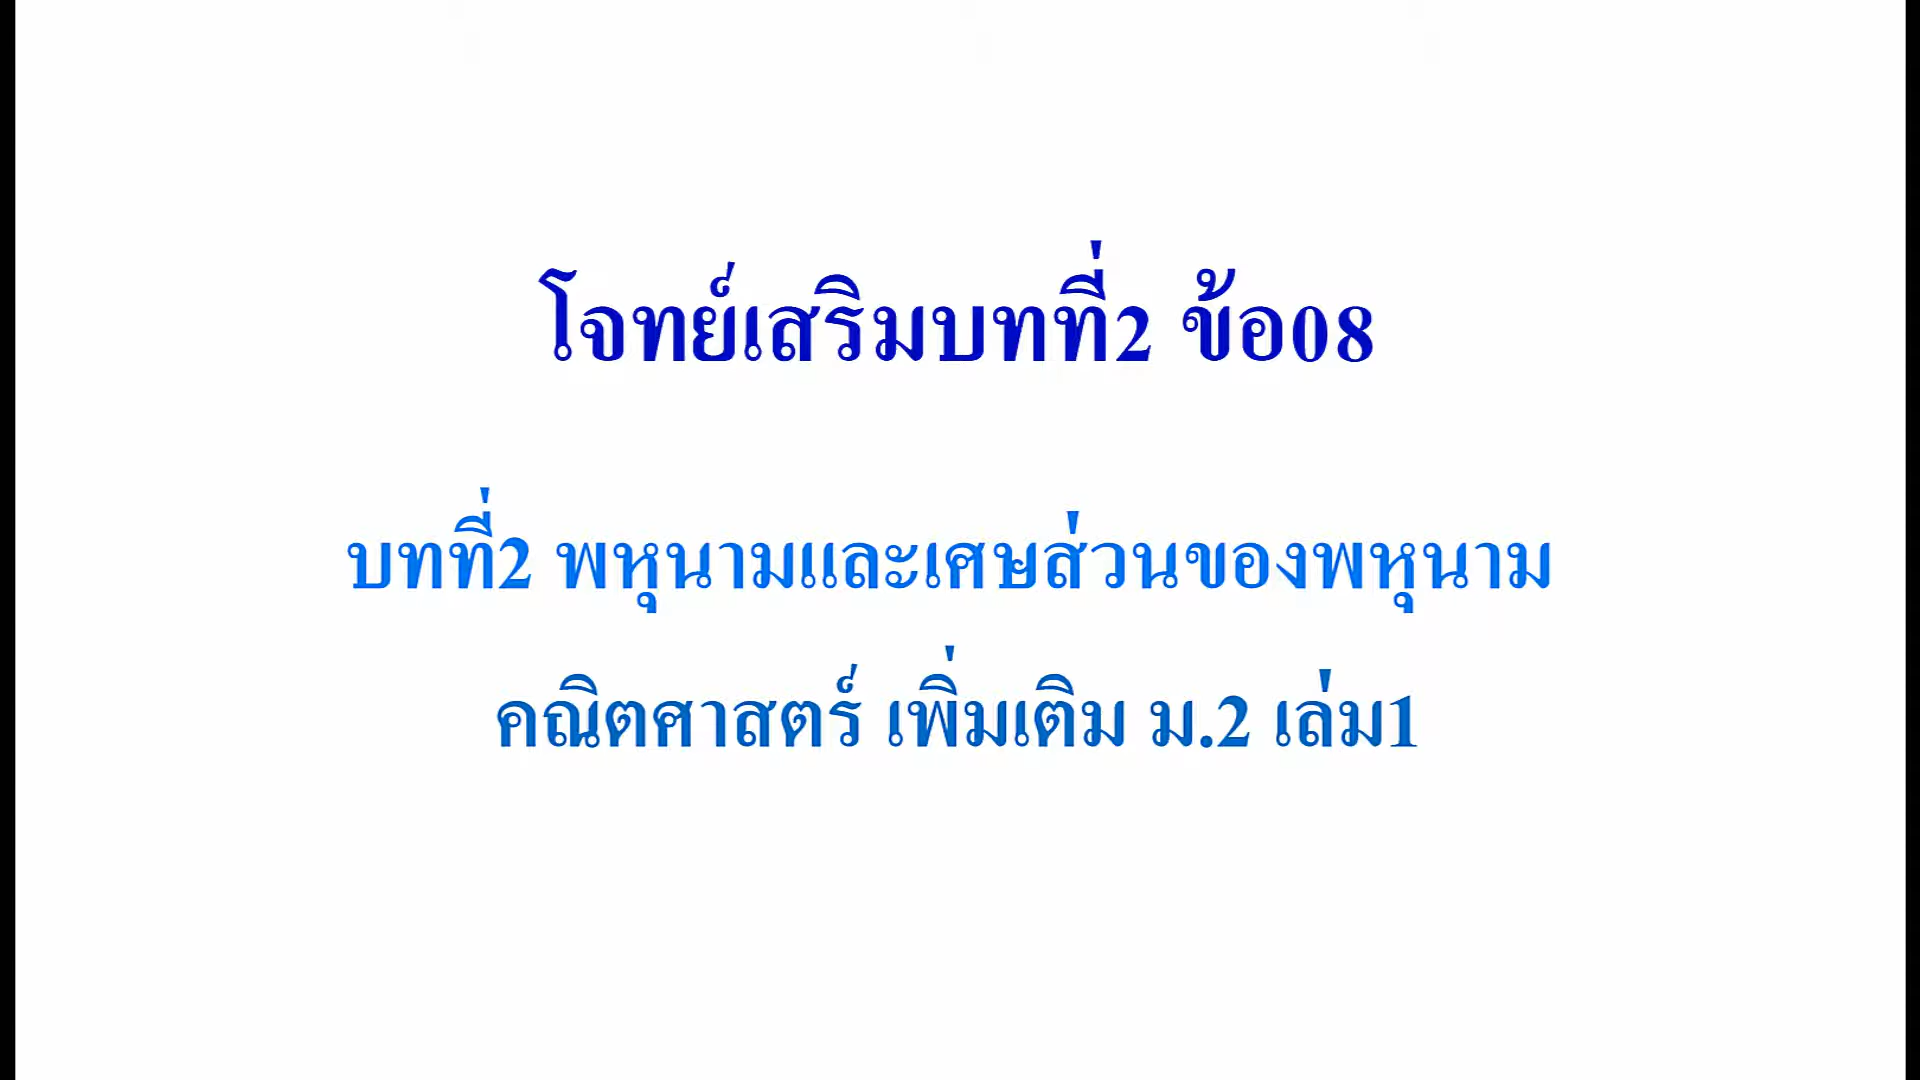 โจทย์เสริมบทที่2 ข้อ08
บทที่2 พหุนามและเศษส่วนของพหุนาม
คณิตศาสตร์ เพิ่มเติม ม.2 เล่ม1